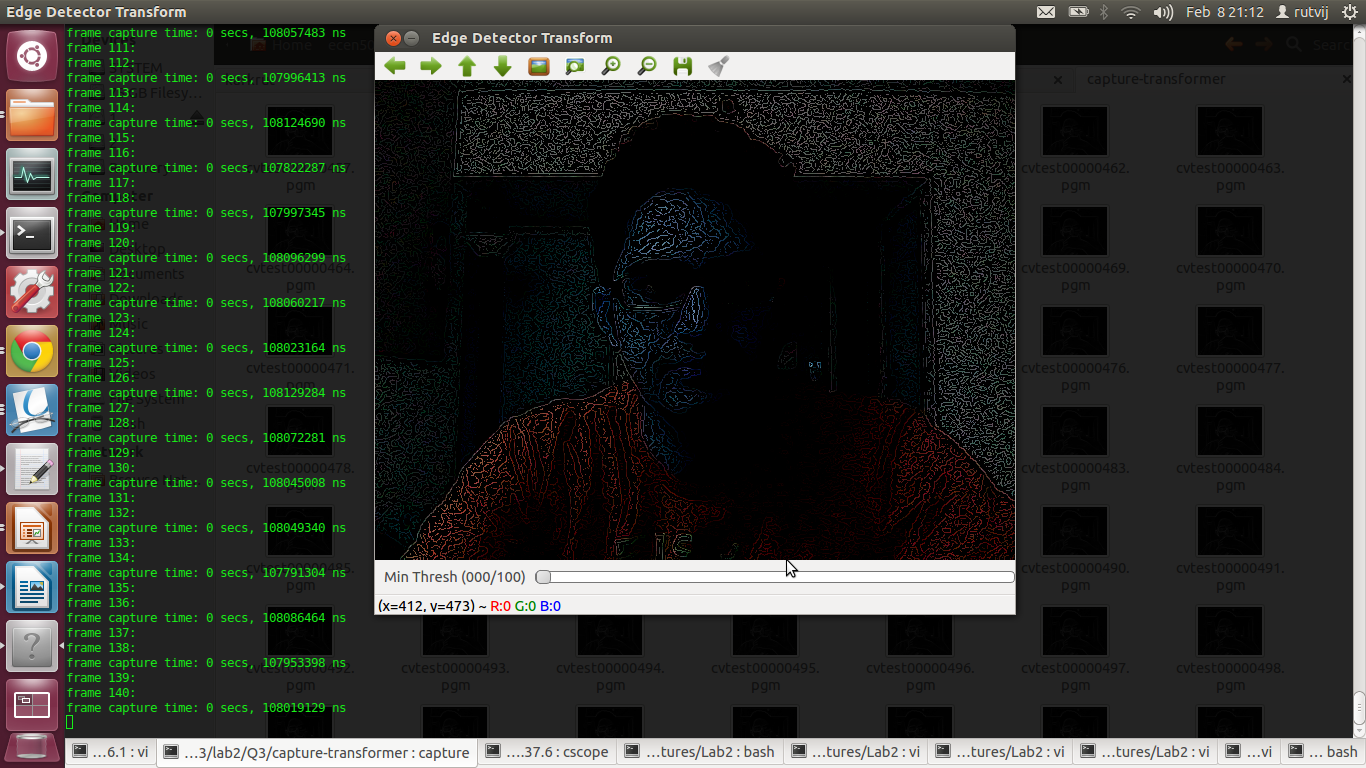 Edge Detector Transform
Feb 8 21:12 rutvij
frame capture time: 0 secs, 108057483 ns
frame 111:
frame 112:
frame capture time: 0 secs, 107996413 ns
frame 113:
frame 114:
frame capture time: 0 secs, 108124690 ns
frame 115:
frame 116:
frame capture time: 0 secs, 107822287 ns
frame 117:
frame 118:
frame capture time: 0 secs, 107997345 ns
frame 119:
frame 120:
frame capture time: 0 secs, 108096299 ns
frame 121:
frame 122:
frame capture time: 0 secs, 108060217 ns
frame 123:
frame 124:
frame capture time: 0 secs, 108023164 ns
frame 125:
frame 126:
frame capture time: 0 secs, 108129284 ns
frame 127:
frame 128:
frame capture time: 0 secs, 108072281 ns
frame 129:
frame 130:
frame capture time: 0 secs, 108045008 ns
frame 131:
frame 132:
frame capture time: 0 secs, 108049340 ns
frame 133:
frame 134:
frame capture time: 0 secs, 107791304 ns
frame 135:
frame 136:
frame capture time: 0 secs, 108086464 ns
frame 137:
frame 138:
frame capture time: 0 secs, 107953398 ns
frame 139:
frame 140:
frame capture time: 0 secs, 108019129 ns
Edge Detector Transform
Min Thresh (000/100)
(x=412, y=473) ~ R:0 G:0 B:0
Home
Search
capture-transformer
cvtest00000462.pgm
cvtest00000463.pgm
cvtest00000464.pgm
cvtest00000469.pgm
cvtest00000470.pgm
cvtest00000471.pgm
cvtest00000476.pgm
cvtest00000477.pgm
cvtest00000478.pgm
cvtest00000483.pgm
cvtest00000484.pgm
cvtest00000491.pgm
cvtest00000493.pgm
cvtest00000494.pgm
cvtest00000495.pgm
cvtest00000496.pgm
cvtest00000497.pgm
cvtest00000498.pgm
...6.1 : vi
...3/lab2/Q3/capture-transformer : capture
....37.6 : cscope
...tures/Lab2 : bash
...tures/Lab2 : vi
...tures/Lab2 : vi
...tures/Lab2 : vi
...vi
... bash